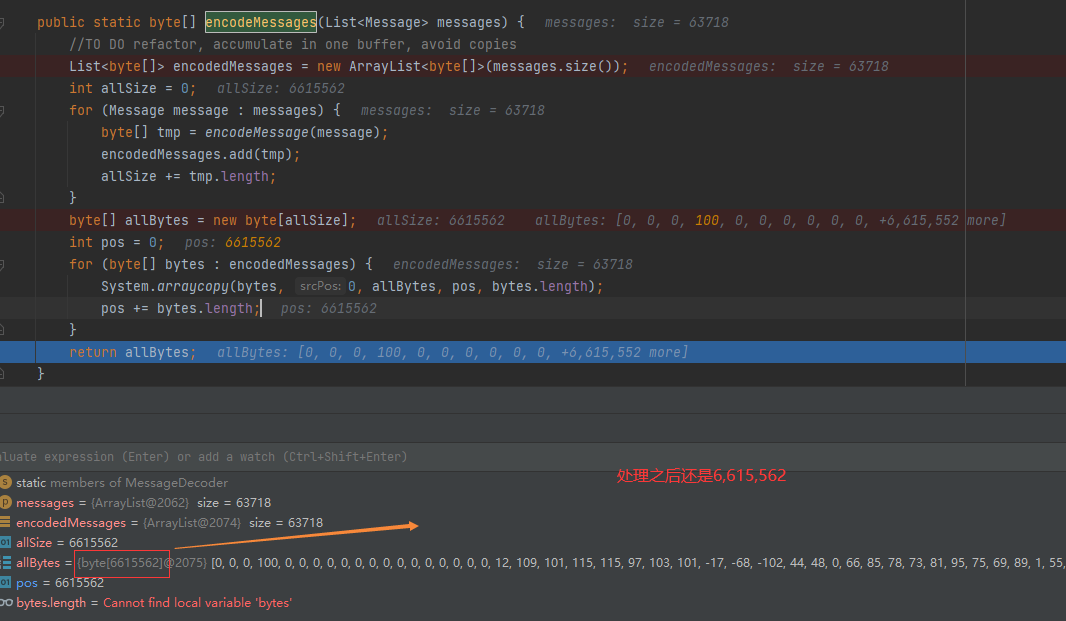 public static byte[] encodeMessages(List<Message> messages) {  messages:  size = 63718
//TO DO refactor, accumulate in one buffer, avoid copies
List<byte[]> encodedMessages = new ArrayList<byte[]>(messages.size());  encodedMessages:  size = 63718
int allSize = 0;  allSize: 6615562
for (Message message : messages) {  messages:  size = 63718
byte[] tmp = encodeMessage(message);
encodedMessages.add(tmp);
allSize += tmp.length;
}
byte[] allBytes = new byte[allSize];  allSize: 6615562  allBytes: [0, 0, 0, 100, 0, 0, 0, 0, 0, 0, +6,615,552 more]
int pos = 0;  pos: 6615562
for (byte[] bytes : encodedMessages) {  encodedMessages:  size = 63718
System.arraycopy(bytes, srcPos: 0, allBytes, pos, bytes.length);
pos += bytes.length;  pos: 6615562
}
return allBytes;  allBytes: [0, 0, 0, 100, 0, 0, 0, 0, 0, 0, +6,615,552 more]
}
luate expression (Enter) or add a watch (Ctrl+Shift+Enter)
处理之后还是6,615,562
s static members of MessageDecoder
p messages = {ArrayList@2062}  size = 63718
encodedMessages = {ArrayList@2074}  size = 63718
01 allSize = 6615562
allBytes = {byte[6615562]@2075} [0, 0, 0, 100, 0, 0, 0, 0, 0, 0, 0, 0, 0, 0, 0, 0, 0, 0, 0, 0, 12, 109, 101, 115, 115, 97, 103, 101, -17, -68, -102, 44, 48, 0, 66, 85, 78, 73, 81, 95, 75, 69, 89, 1, 55,
01 pos = 6615562
bytes.length = Cannot find local variable 'bytes'